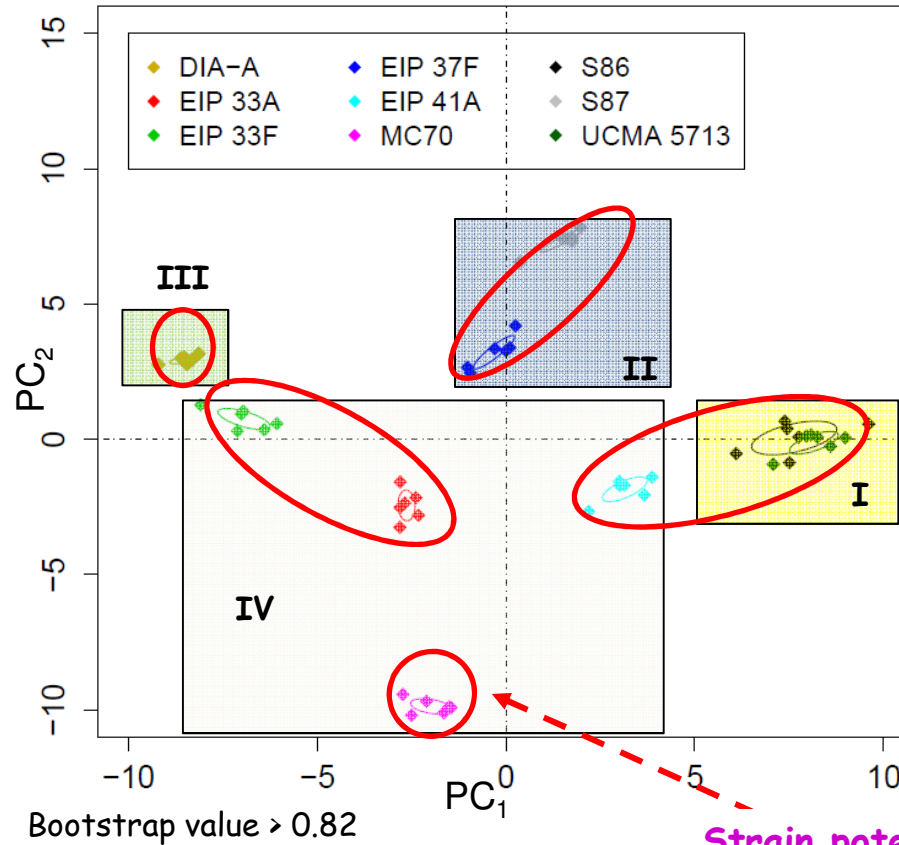 15
DIA-A EIP 37F S86
EIP 33A EIP 41A S87
EIP 33F MC70 UCMA 5713
10
III
5
II
PC2
0
I
-5
IV
-10
-10 -5 0 5 10
PC1
Bootstrap value > 0.82
Strain